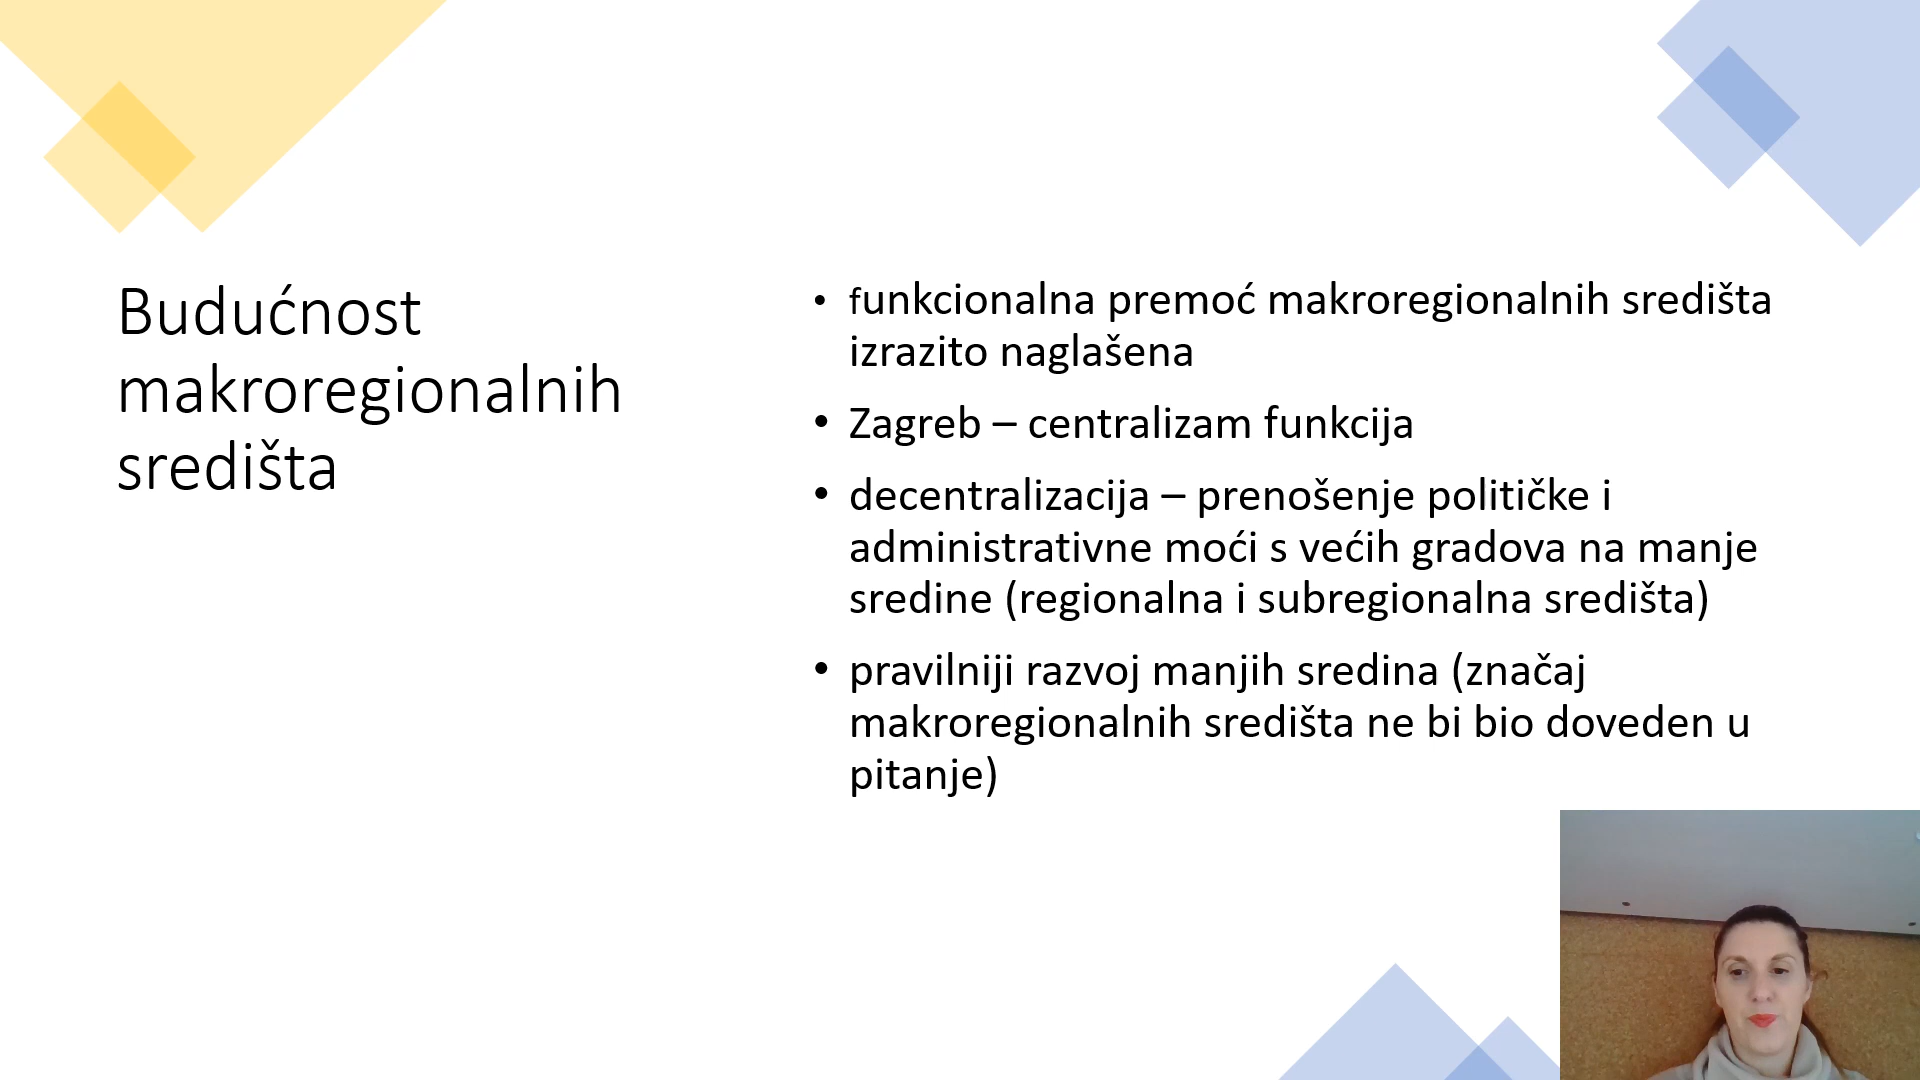 Budućnost
makroregionalnih
središta
• funkcionalna premoć makroregionalnih središta
izrazito naglašena
• Zagreb – centralizam funkcija
• decentralizacija – prenošenje političke i
administrativne moći s većih gradova na manje
sredine (regionalna i subregionalna središta)
• pravilniji razvoj manjih sredina (značaj
makroregionalnih središta ne bi bio doveden u
pitanje)